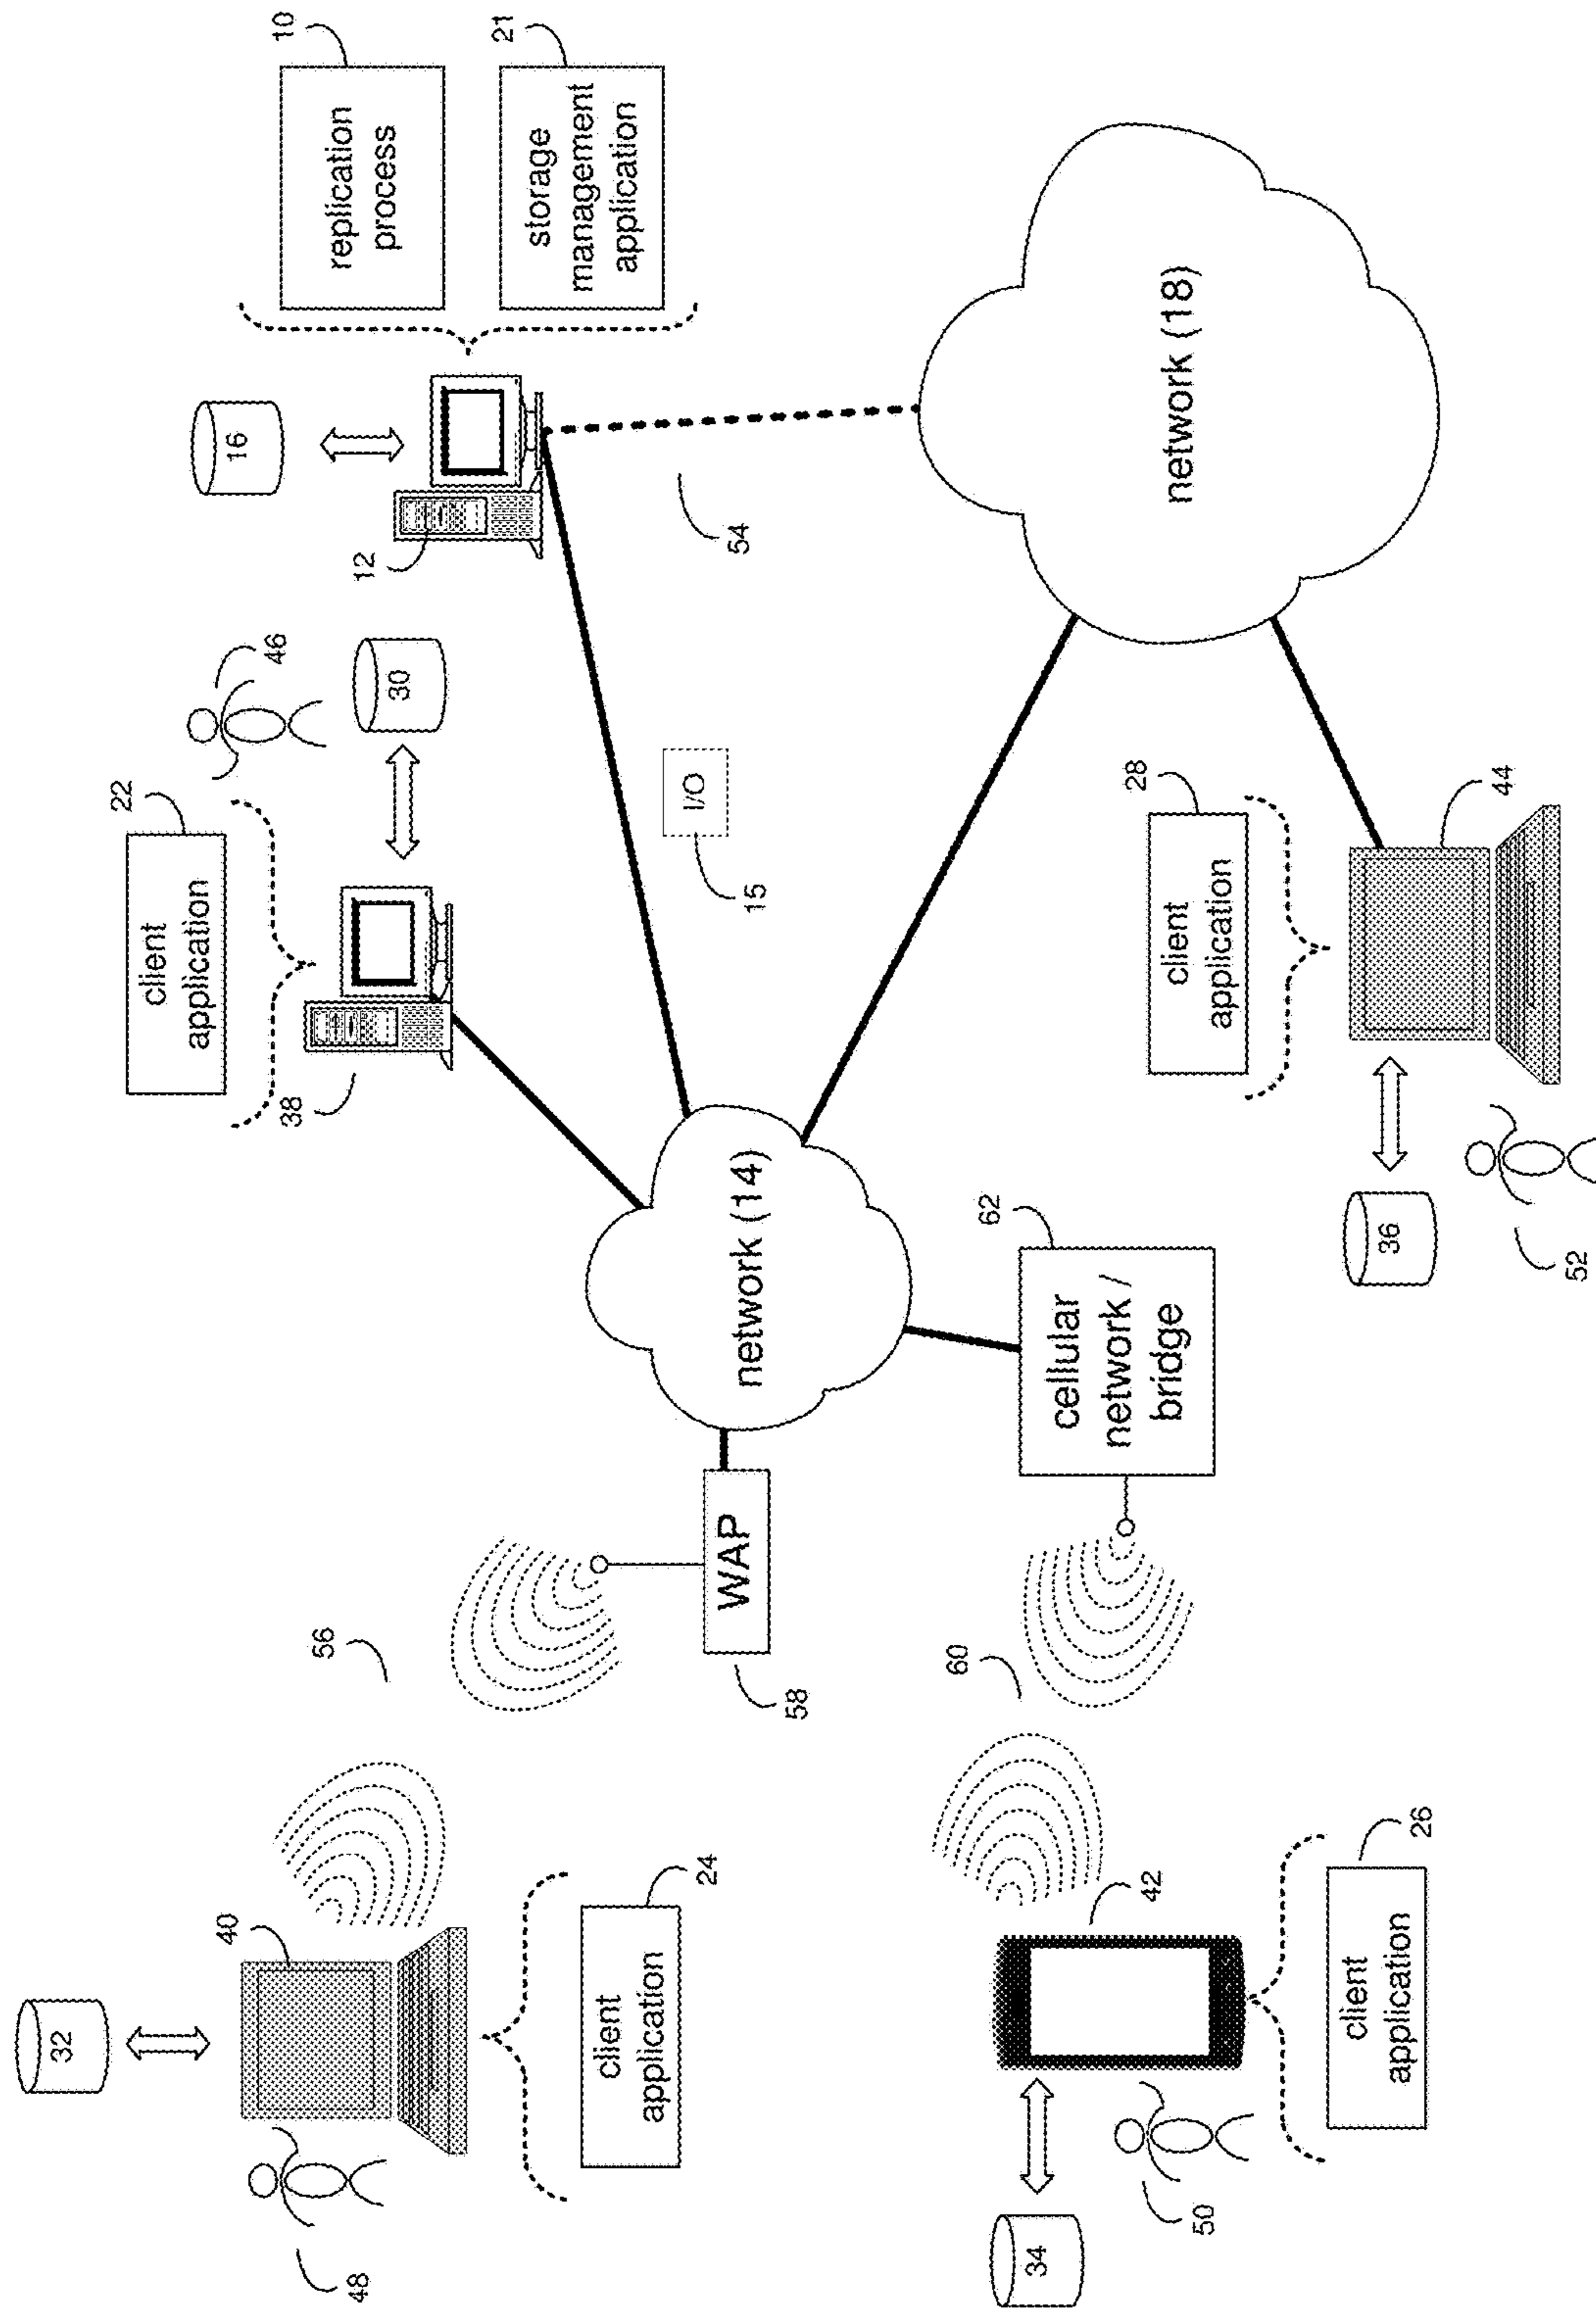 32
40
48
client
application
24
56
WAP
58
34
50
42
60
client
application
26
client
application
22
38
46
30
16
12
replication
process
10
storage
management
application
21
54
I/O
15
network (14)
network (18)
cellular
network /
bridge
62
client
application
28
44
36
52